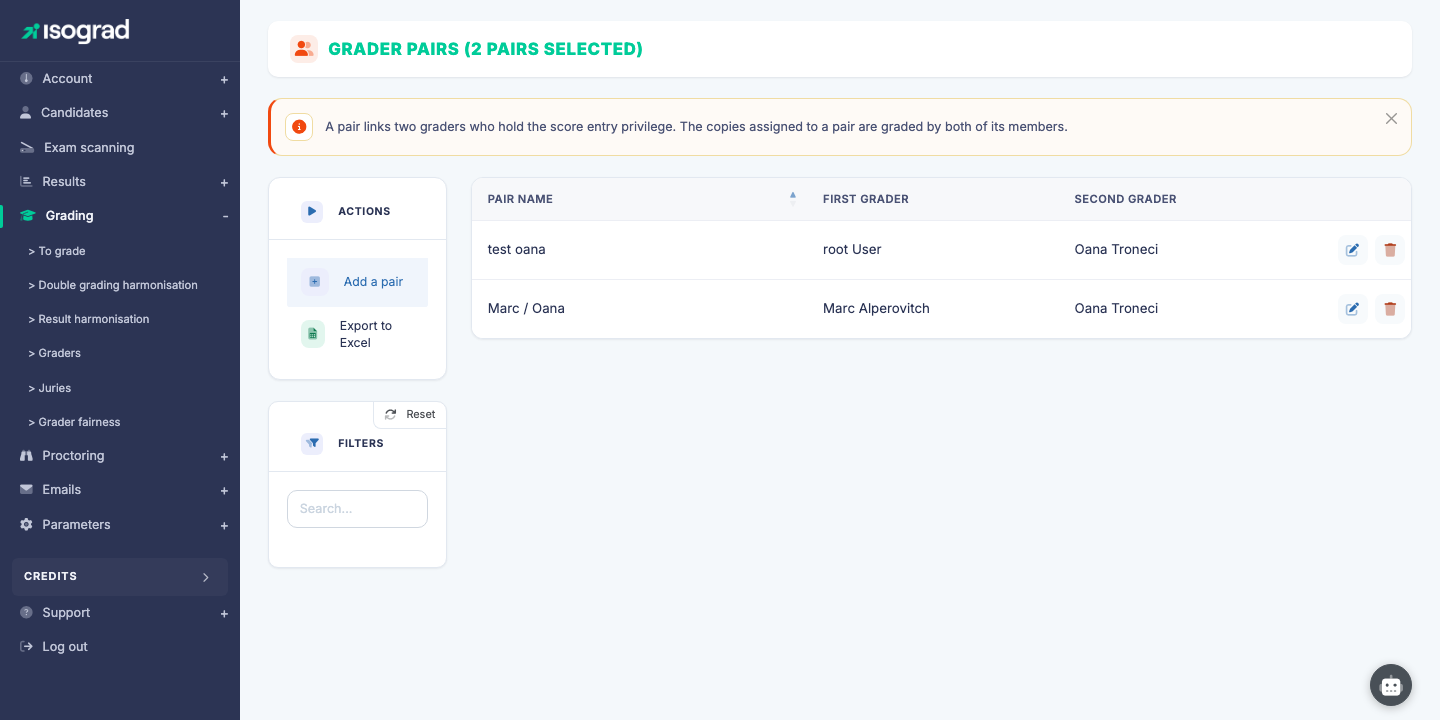 isograd
Account +
Candidates +
Exam scanning
Results +
Grading -
> To grade
> Double grading harmonisation
> Result harmonisation
> Graders
> Juries
> Grader fairness
Proctoring +
Emails +
Parameters +
CREDITS
Support +
Log out
GRADER PAIRS (2 PAIRS SELECTED)
A pair links two graders who hold the score entry privilege. The copies assigned to a pair are graded by both of its members.
ACTIONS
Add a pair
Export to
Excel
Reset
FILTERS
Search...
PAIR NAME FIRST GRADER SECOND GRADER
test oana root User Oana Troneci
Marc / Oana Marc Alperovitch Oana Troneci